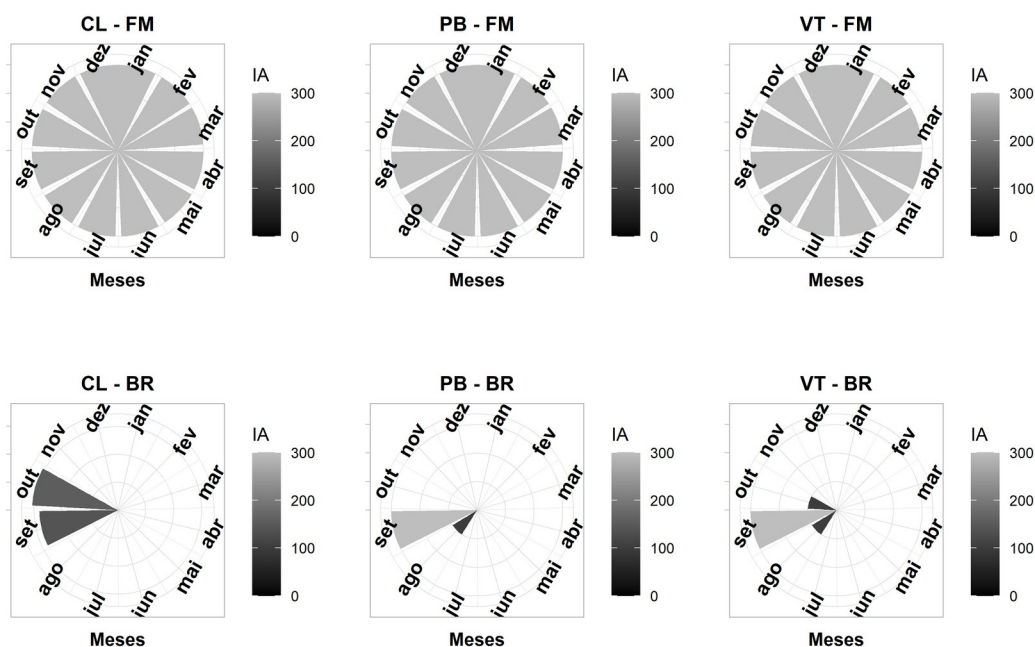 CL - FM
PB - FM
VT - FM
jan
fev
mar
abr
mai
jun
jul
ago
set
out
nov
dez
Meses
IA
300
200
100
0
jan
fev
mar
abr
mai
jun
jul
ago
set
out
nov
dez
Meses
IA
300
200
100
0
jan
fev
mar
abr
mai
jun
jul
ago
set
out
nov
dez
Meses
IA
300
200
100
0
CL - BR
PB - BR
VT - BR
jan
fev
mar
abr
mai
jun
jul
ago
set
out
nov
dez
Meses
IA
300
200
100
0
jan
fev
mar
abr
mai
jun
jul
ago
set
out
nov
dez
Meses
IA
300
200
100
0
jan
fev
mar
abr
mai
jun
jul
ago
set
out
nov
dez
Meses
IA
300
200
100
0